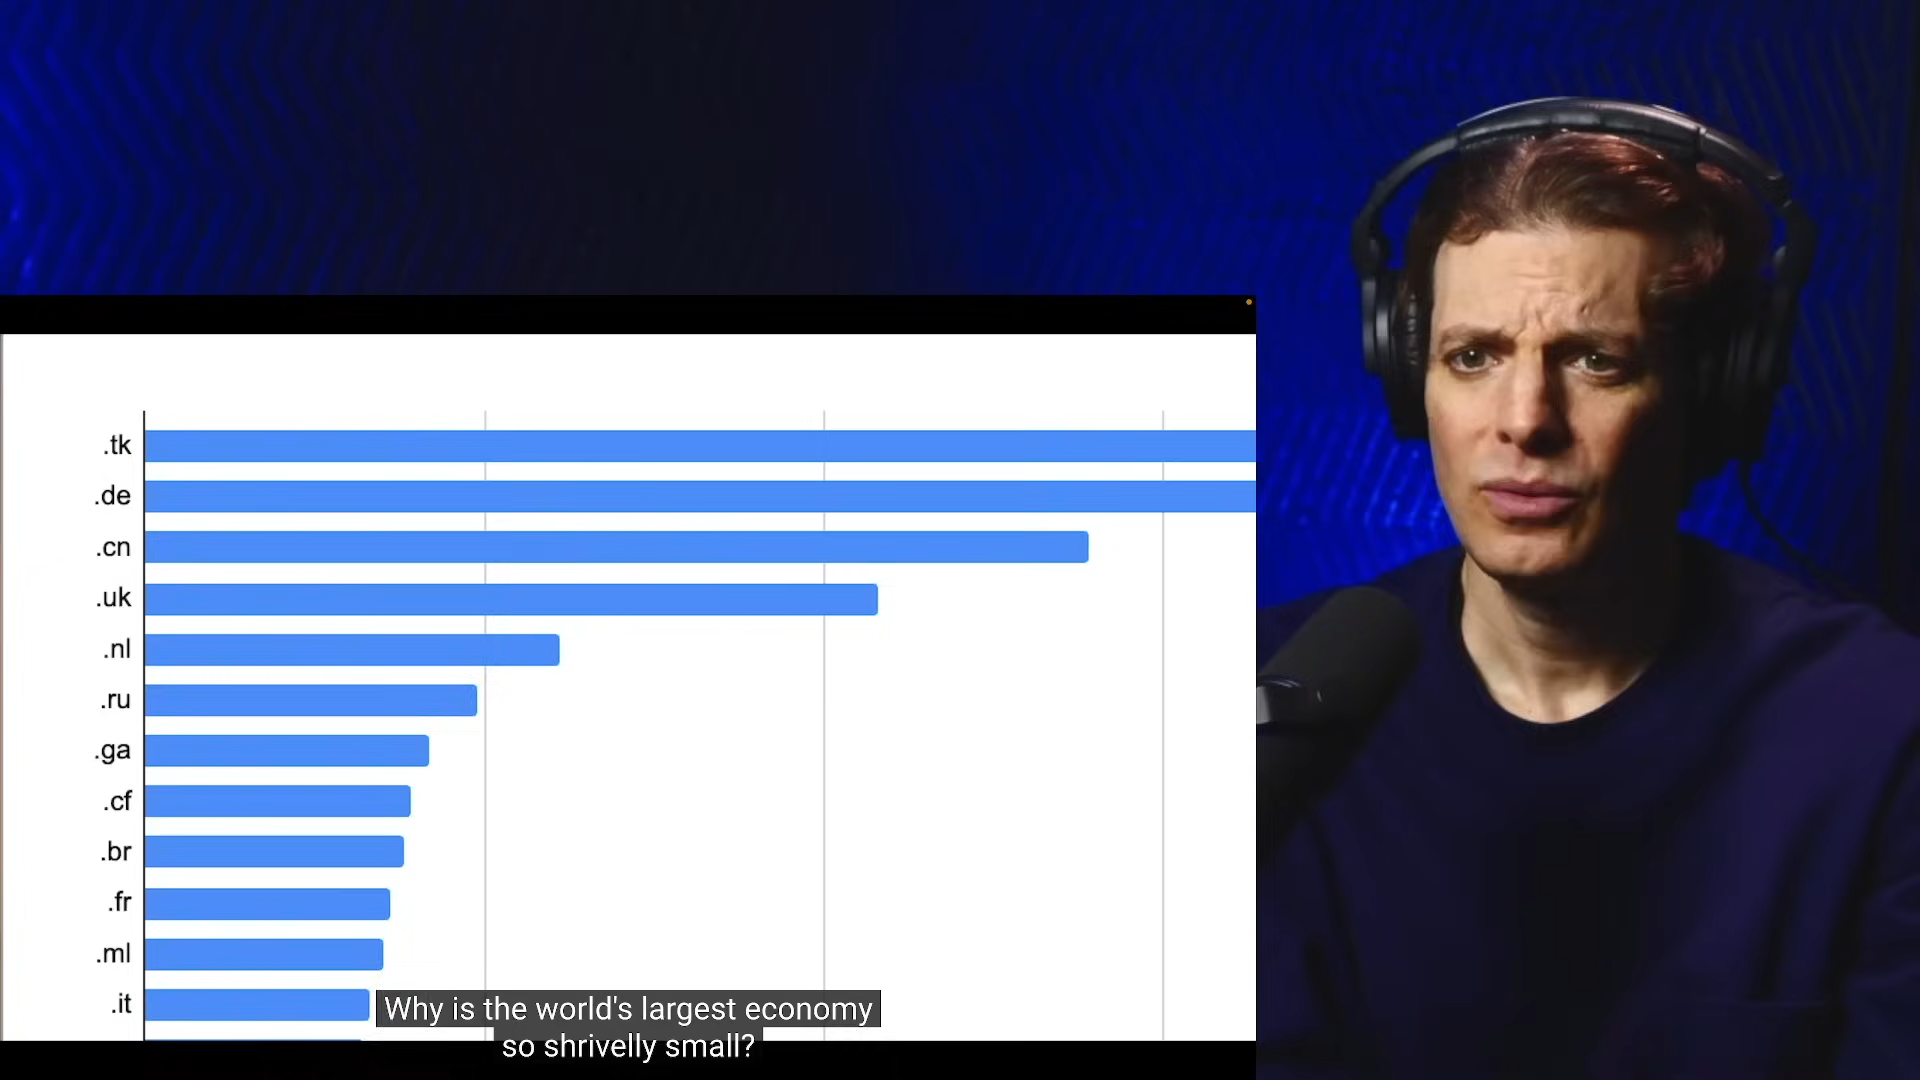 .tk
.de
.cn
.uk
.nl
.ru
.ga
.cf
.br
.fr
.ml
.it
Why is the world's largest economy
so shrivelly small?